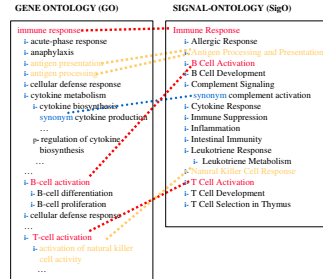 GENE ONTOLOGY (GO)
immune response
i- acute-phase response
i- anaphylaxis
i- antigen presentation
i- antigen processing
i- cellular defense response
i- cytokine metabolism
i- cytokine biosynthesis
synonym cytokine production
...
p- regulation of cytokine
biosynthesis
...
...
i- B-cell activation
i- B-cell differentiation
i- B-cell proliferation
i- cellular defense response
...
i- T-cell activation
i- activation of natural killer
cell activity
...
SIGNAL-ONTOLOGY (SigO)
Immune Response
i- Allergic Response
i- Antigen Processing and Presentation
i- B Cell Activation
i- B Cell Development
i- Complement Signaling
i- synonym complement activation
i- Cytokine Response
i- Immune Suppression
i- Inflammation
i- Intestinal Immunity
i- Leukotriene Response
i- Leukotriene Metabolism
i- Natural Killer Cell Response
i- T Cell Activation
i- T Cell Development
i- T Cell Selection in Thymus